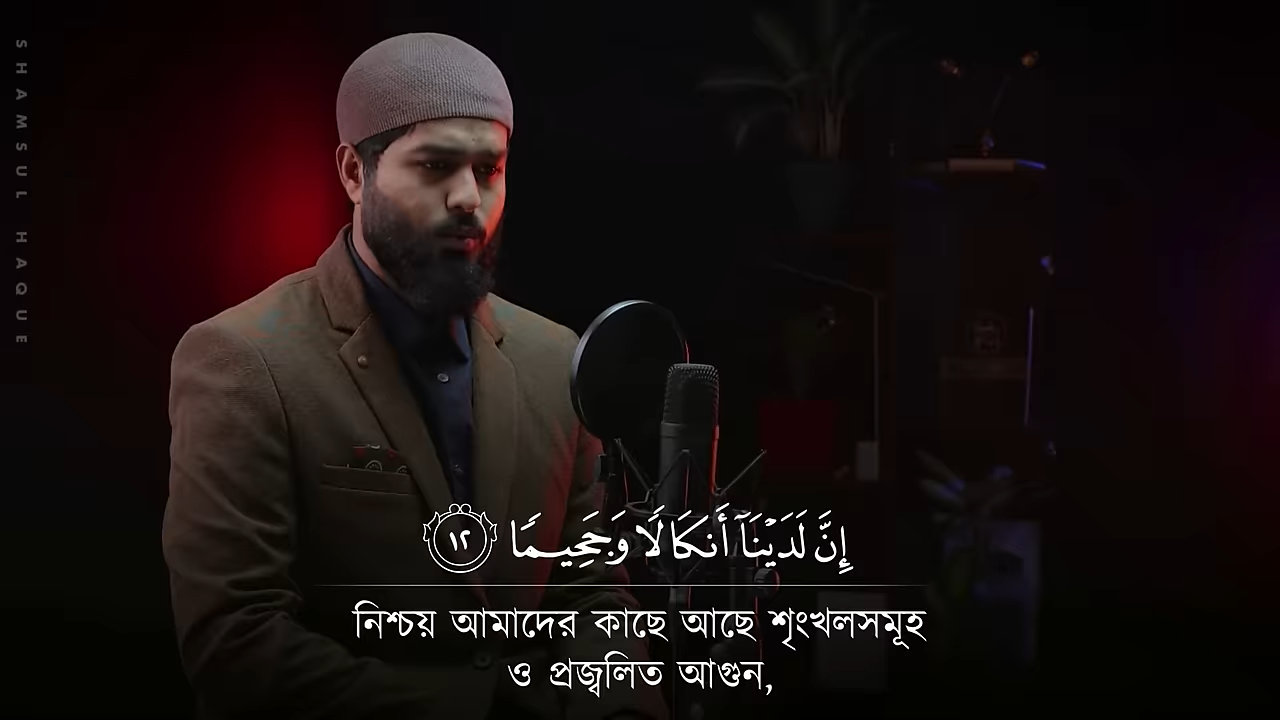 SHAMSUL HAQUE
إِنَّ لَدَيْنَآ أَنكَالًا وَجَحِيمًا ١٢
নিশ্চয় আমাদের কাছে আছে শৃংখলসমূহ
ও প্রজ্বলিত আগুন,